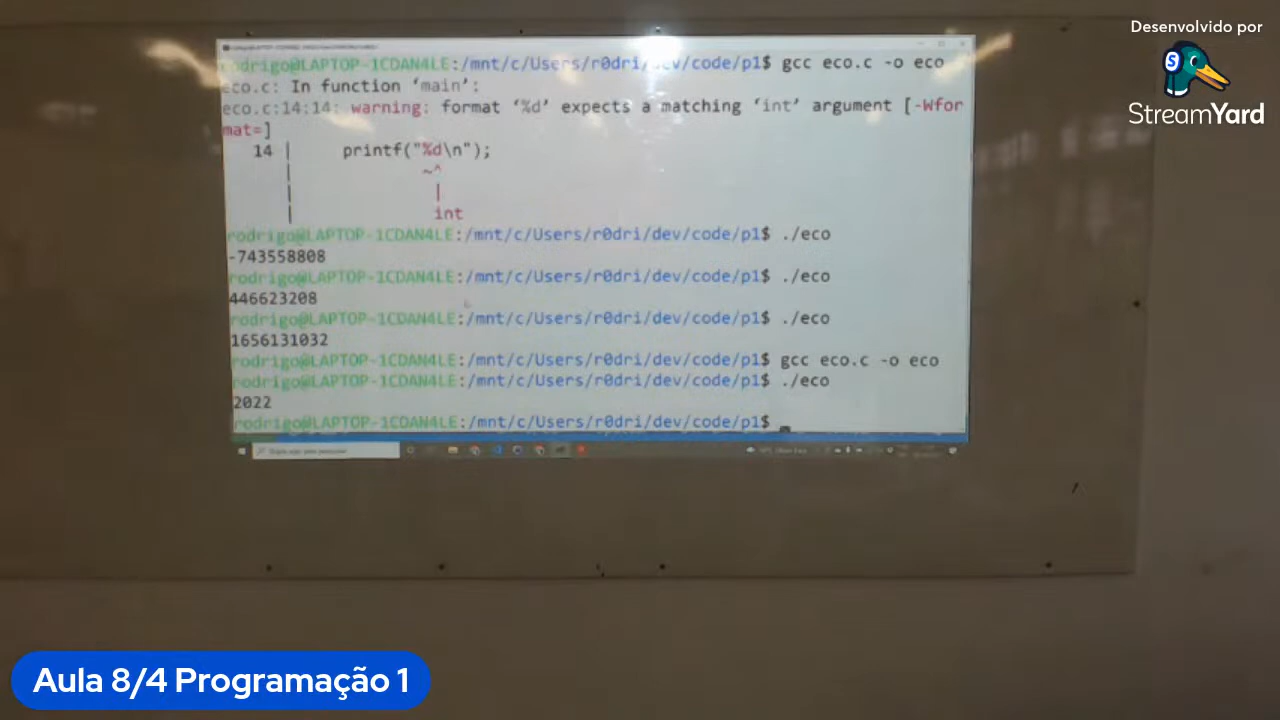 Desenvolvido por
StreamYard
rodrigo@LAPTOP-1CDAN4LE:/mnt/c/Users/r0dri/dev/code/p1$ gcc eco.c -o eco
eco.c: In function ‘main’:
eco.c:14:14: warning: format ‘%d’ expects a matching ‘int’ argument [-Wfor
mat=]
14 |     printf("%d\n");
|              ~^
|               |
|               int
rodrigo@LAPTOP-1CDAN4LE:/mnt/c/Users/r0dri/dev/code/p1$ ./eco
-743558808
rodrigo@LAPTOP-1CDAN4LE:/mnt/c/Users/r0dri/dev/code/p1$ ./eco
446623208
rodrigo@LAPTOP-1CDAN4LE:/mnt/c/Users/r0dri/dev/code/p1$ ./eco
1656131032
rodrigo@LAPTOP-1CDAN4LE:/mnt/c/Users/r0dri/dev/code/p1$ gcc eco.c -o eco
rodrigo@LAPTOP-1CDAN4LE:/mnt/c/Users/r0dri/dev/code/p1$ ./eco
2022
rodrigo@LAPTOP-1CDAN4LE:/mnt/c/Users/r0dri/dev/code/p1$
Aula 8/4 Programação 1